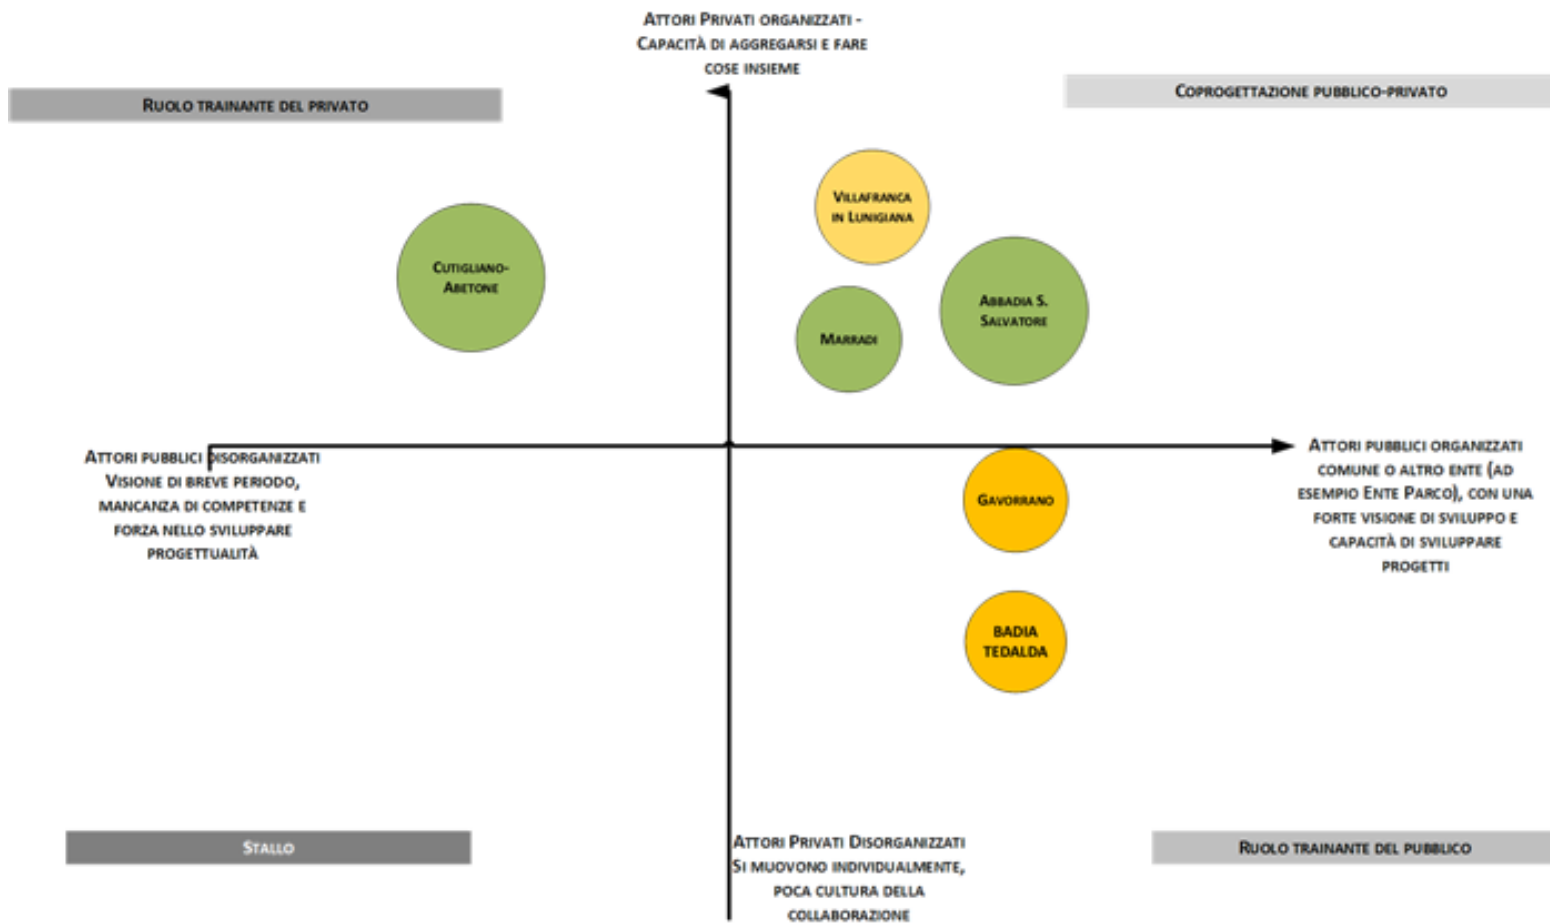 Attori Privati organizzati -
Capacità di aggregarsi e fare
cose insieme
Ruolo trainante del privato
Coprogettazione pubblico-privato
Villafranca
in Lunigiana
Cutigliano-
Abetone
Abbadia S.
Salvatore
Marradi
Attori pubblici disorganizzati
Visione di breve periodo,
mancanza di competenze e
forza nello sviluppare
progettualità
Attori pubblici organizzati
comune o altro ente (ad
esempio Ente Parco), con una
forte visione di sviluppo e
capacità di sviluppare
progetti
Gavorrano
BADIA
TEDALDA
Stallo
Attori Privati Disorganizzati
Si muovono individualmente,
poca cultura della
collaborazione
Ruolo trainante del pubblico